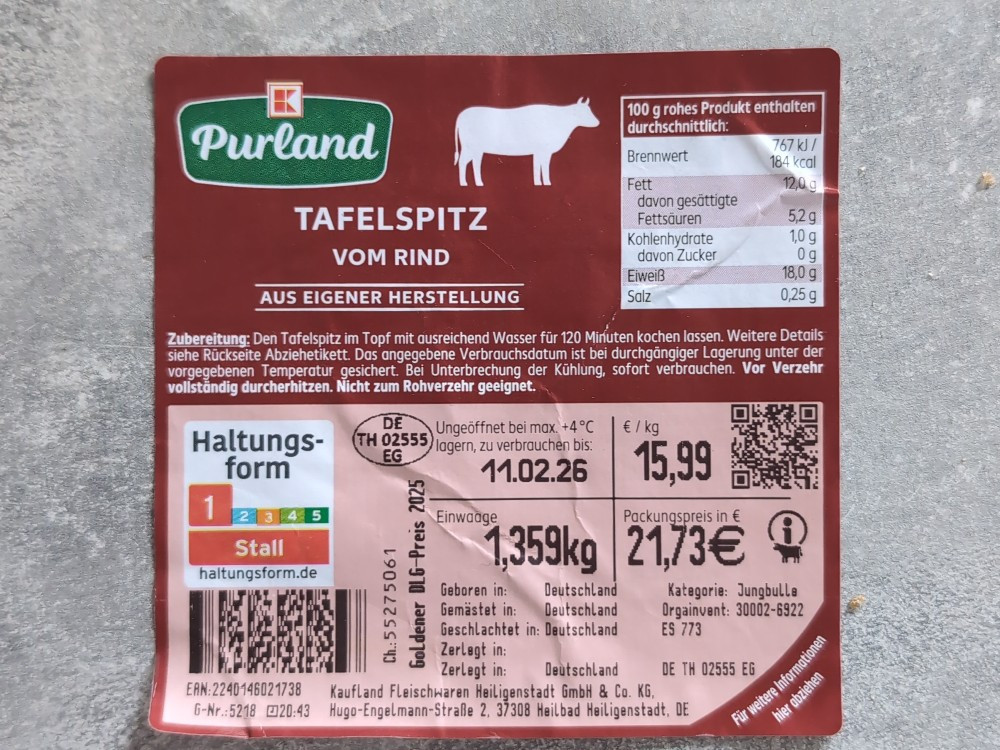 K
Purland
TAFELSPITZ
VOM RIND
AUS EIGENER HERSTELLUNG
100 g rohes Produkt enthalten
durchschnittlich:
Brennwert 767 kJ /
184 kcal
Fett 12,0 g
davon gesättigte
Fettsäuren 5,2 g
Kohlenhydrate 1,0 g
davon Zucker 0 g
Eiweiß 18,0 g
Salz 0,25 g
Zubereitung: Den Tafelspitz im Topf mit ausreichend Wasser für 120 Minuten kochen lassen. Weitere Details
siehe Rückseite Abziehetikett. Das angegebene Verbrauchsdatum ist bei durchgängiger Lagerung unter der
vorgegebenen Temperatur gesichert. Bei Unterbrechung der Kühlung, sofort verbrauchen. Vor Verzehr
vollständig durcherhitzen. Nicht zum Rohverzehr geeignet.
Haltungs-
form
1 2 3 4 5
Stall
haltungsform.de
DE
TH 02555
EG
Ungeöffnet bei max. +4°C
lagern, zu verbrauchen bis:
11.02.26
€ / kg
15,99
Einwaage
1,359kg
Packungspreis in €
21,73€
i
Ch.:55275061
Goldener DLG-Preis 2025
Geboren in: Deutschland
Gemästet in: Deutschland
Geschlachtet in: Deutschland
Zerlegt in:
Zerlegt in: Deutschland DE TH 02555 EG
Kategorie: Jungbulle
Orgainvent: 30002-6922
ES 773
EAN:2240146021738
G-Nr.:5218 20:43
Kaufland Fleischwaren Heiligenstadt GmbH & Co. KG,
Hugo-Engelmann-Straße 2, 37308 Heilbad Heiligenstadt, DE
Für weitere Informationen
hier abziehen